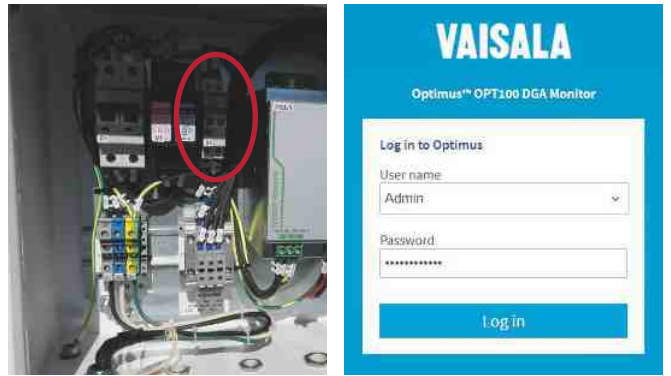 VAISALA
Optimus™ OPT100 DGA Monitor
Log in to Optimus
User name
Admin
Password
••••••••••••
Log in